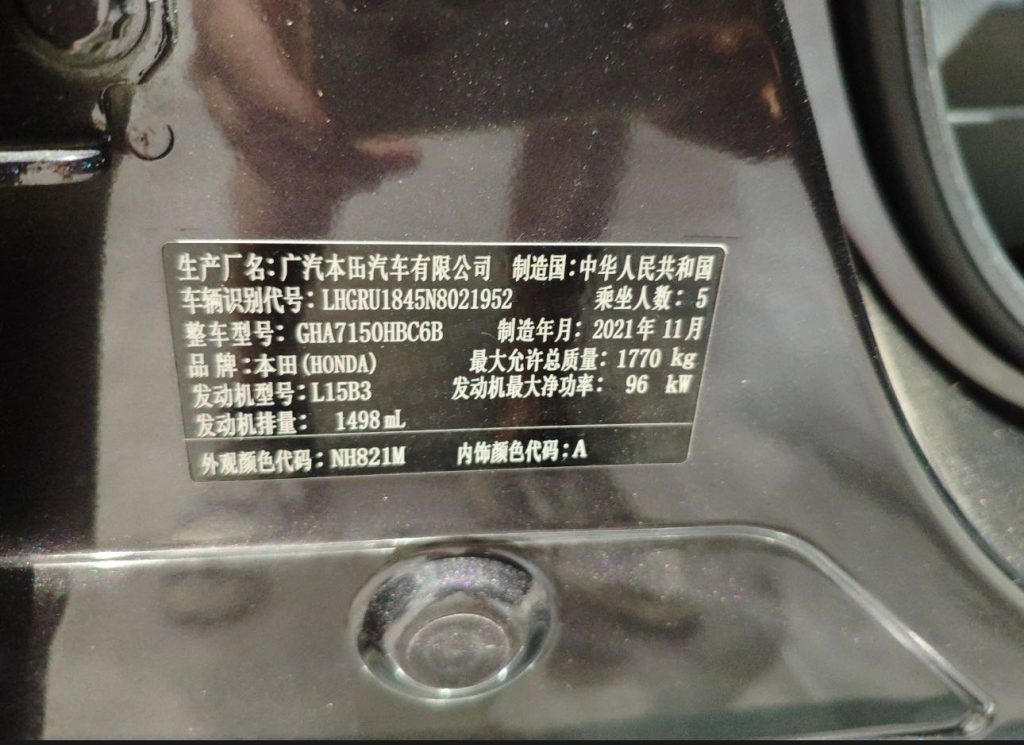 生产厂名：广汽本田汽车有限公司 制造国：中华人民共和国
车辆识别代号：LHGRU1845N8021952 乘坐人数：5
整车型号：GHA7150HBC6B 制造年月：2021年11月
品牌：本田(HONDA) 最大允许总质量：1770 kg
发动机型号：L15B3 发动机最大净功率：96 kW
发动机排量：1498mL
外观颜色代码：NH821M 内饰颜色代码：A